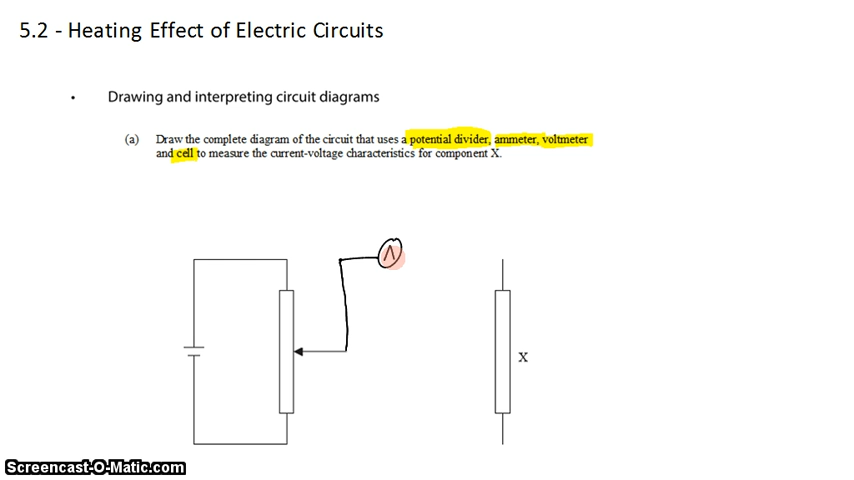 5.2 - Heating Effect of Electric Circuits
• Drawing and interpreting circuit diagrams
(a) Draw the complete diagram of the circuit that uses a potential divider, ammeter, voltmeter
and cell to measure the current-voltage characteristics for component X.
X
Screencast-O-Matic.com